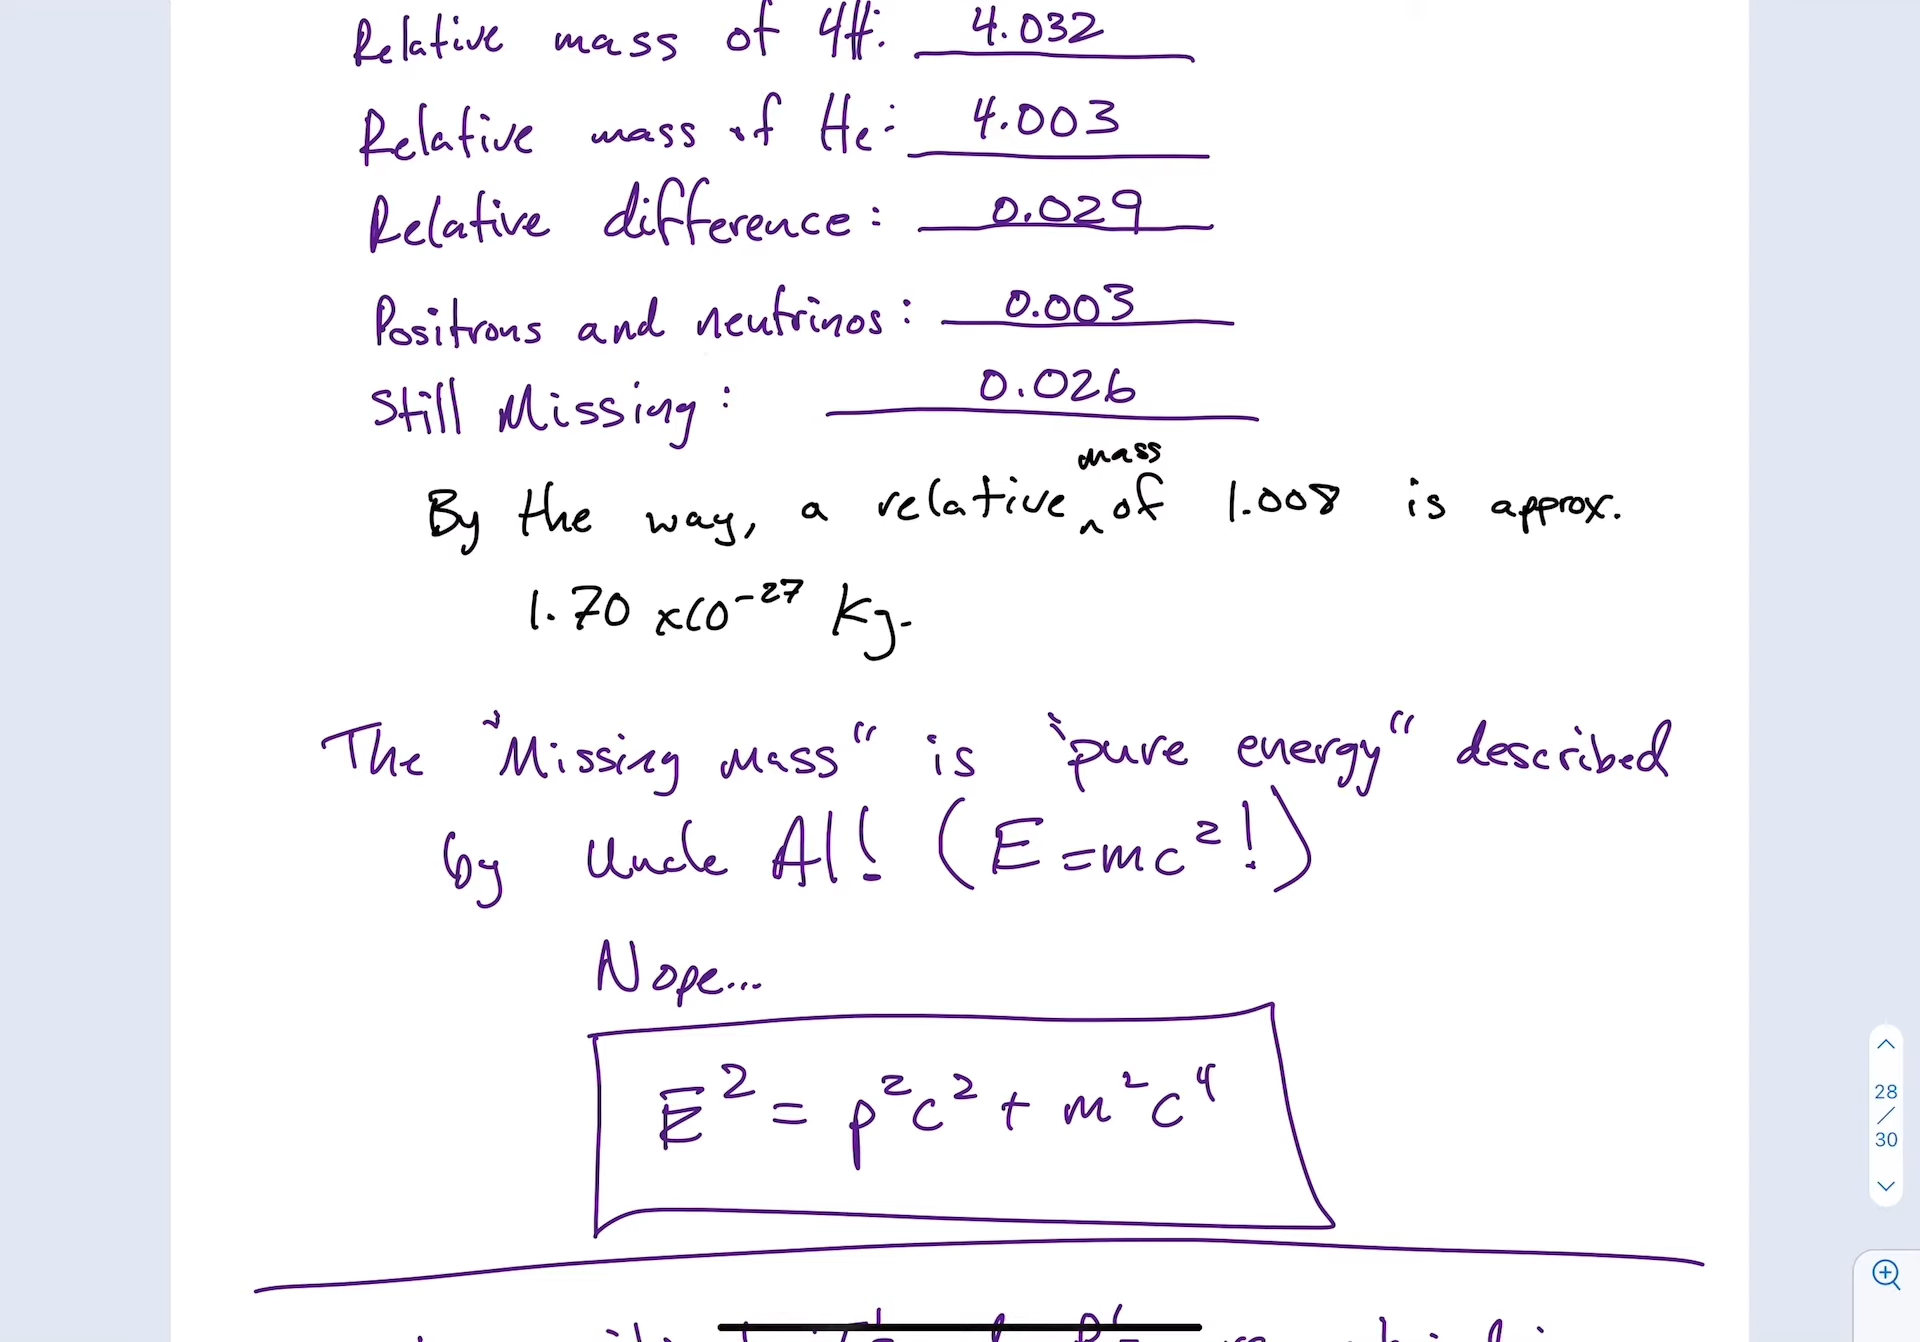 Relative mass of 4H: 4.032
Relative mass of He: 4.003
Relative difference: 0.029
Positrons and neutrinos: 0.003
Still Missing: 0.026
By the way, a relative ^mass of 1.008 is approx.
1.70 x10^-27 kg.
The "Missing mass" is "pure energy" described
by Uncle Al! (E=mc²!)
Nope...
E² = p²c² + m²c⁴
28
/
30